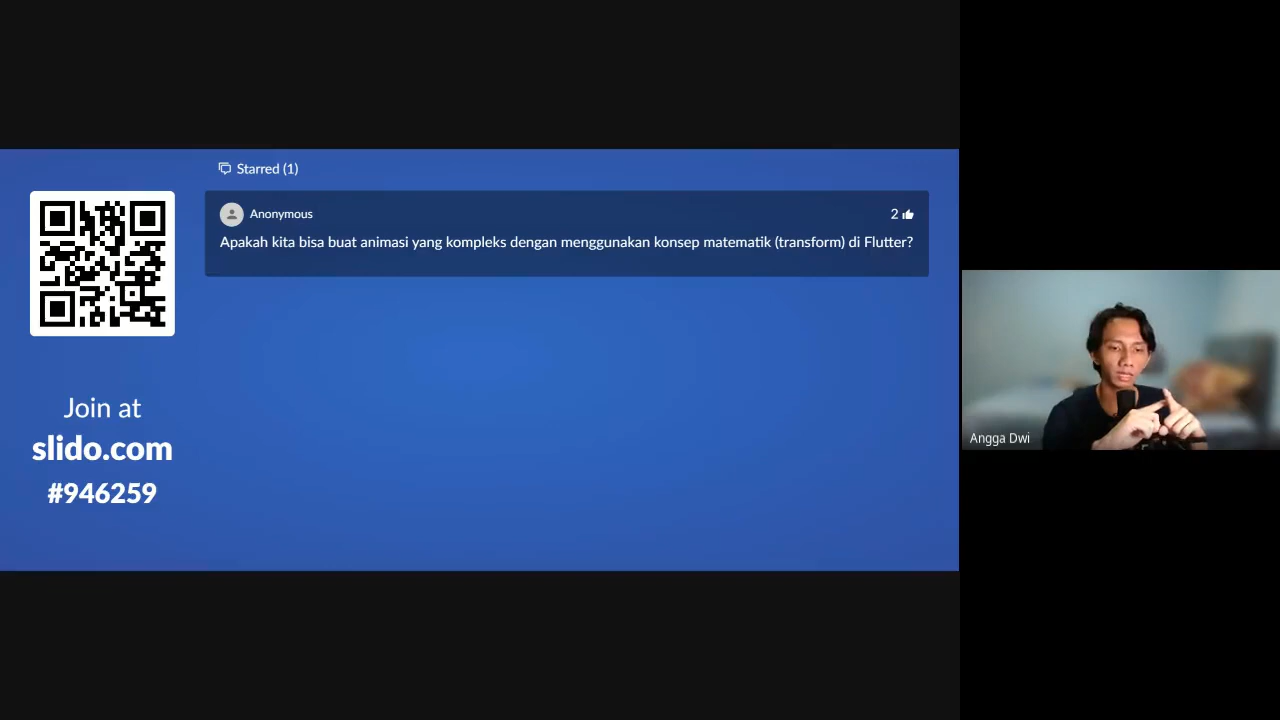 Starred (1)
Anonymous
2
Apakah kita bisa buat animasi yang kompleks dengan menggunakan konsep matematik (transform) di Flutter?
Join at
slido.com
#946259
Angga Dwi